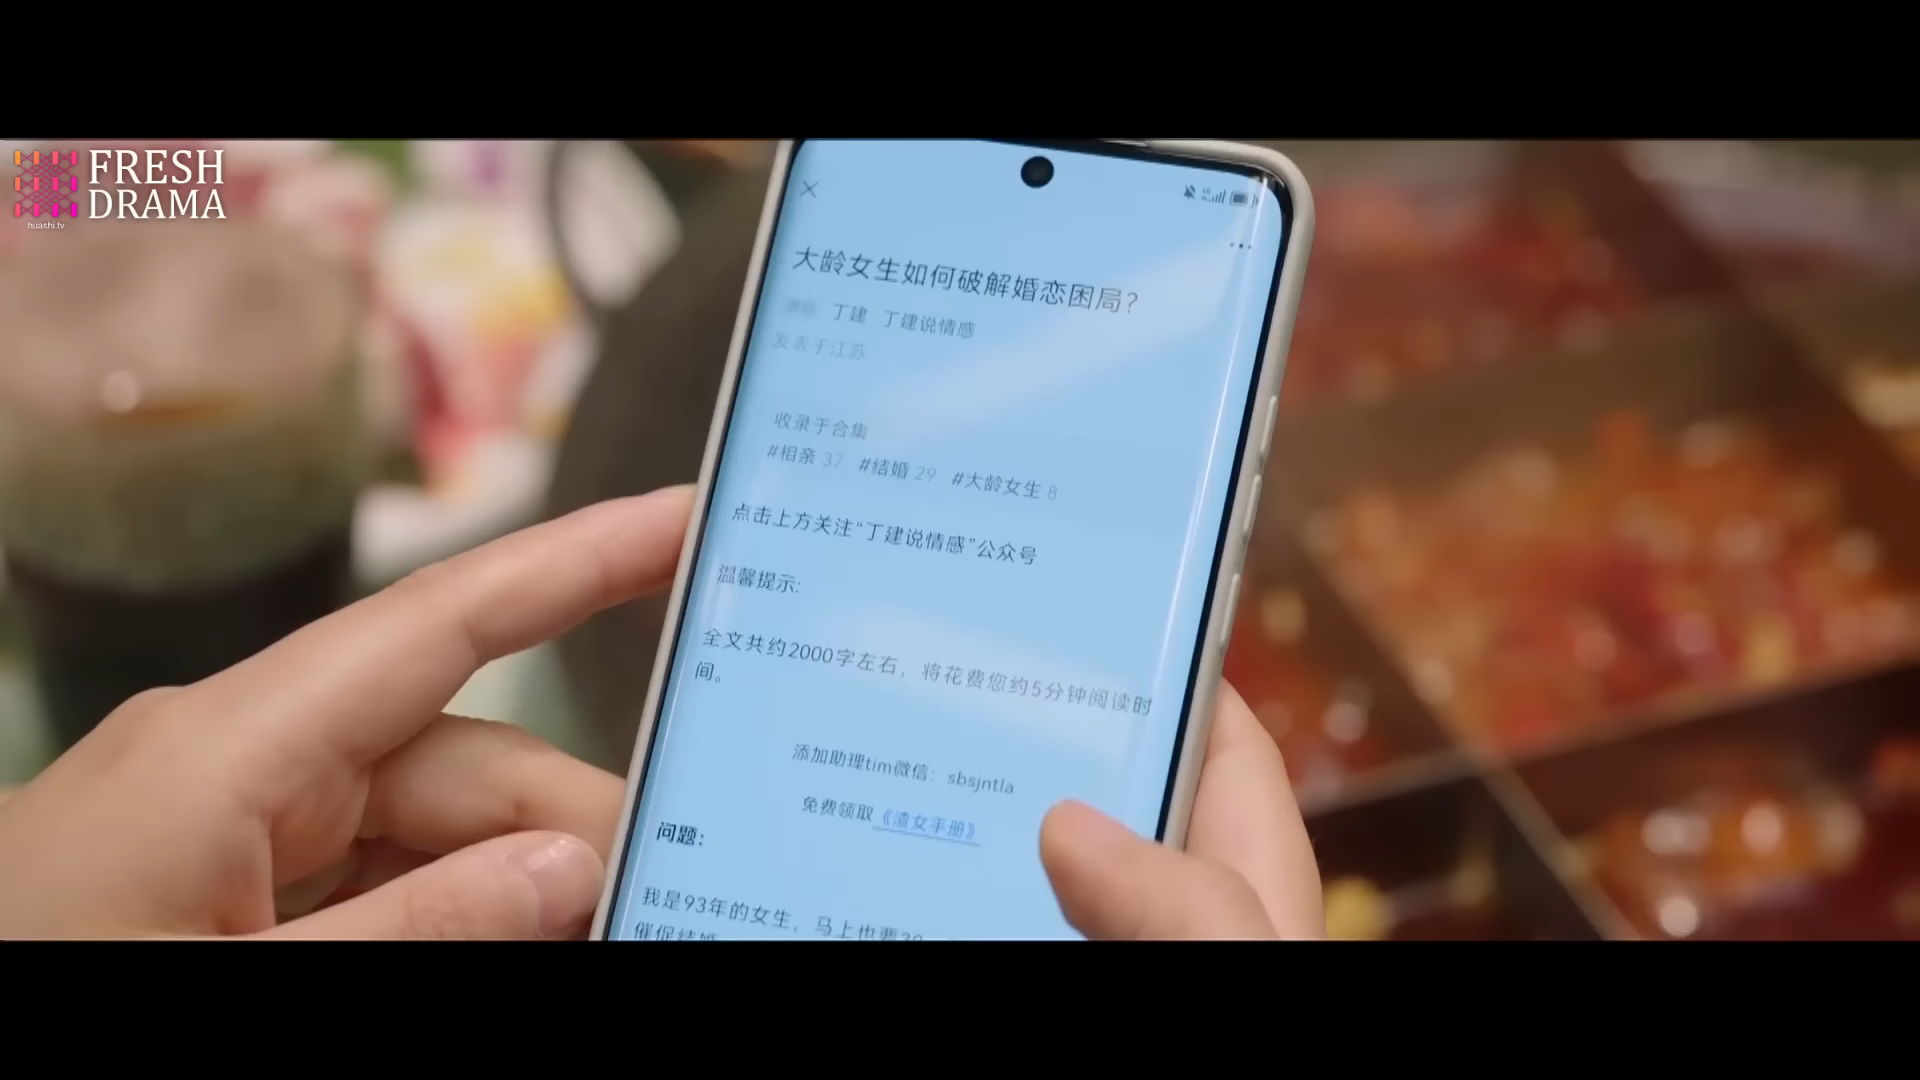 FRESH
DRAMA
huashi.tv
大龄女生如何破解婚恋困局?
丁建 丁建说情感
发表于江苏
收录于合集
#相亲 37 #结婚 29 #大龄女生 8
点击上方关注“丁建说情感”公众号
温馨提示:
全文共约2000字左右，将花费您约5分钟阅读时
间。
添加助理tim微信：sbsjntla
免费领取《渣女手册》
问题:
我是93年的女生，马上也要30
催促结婚